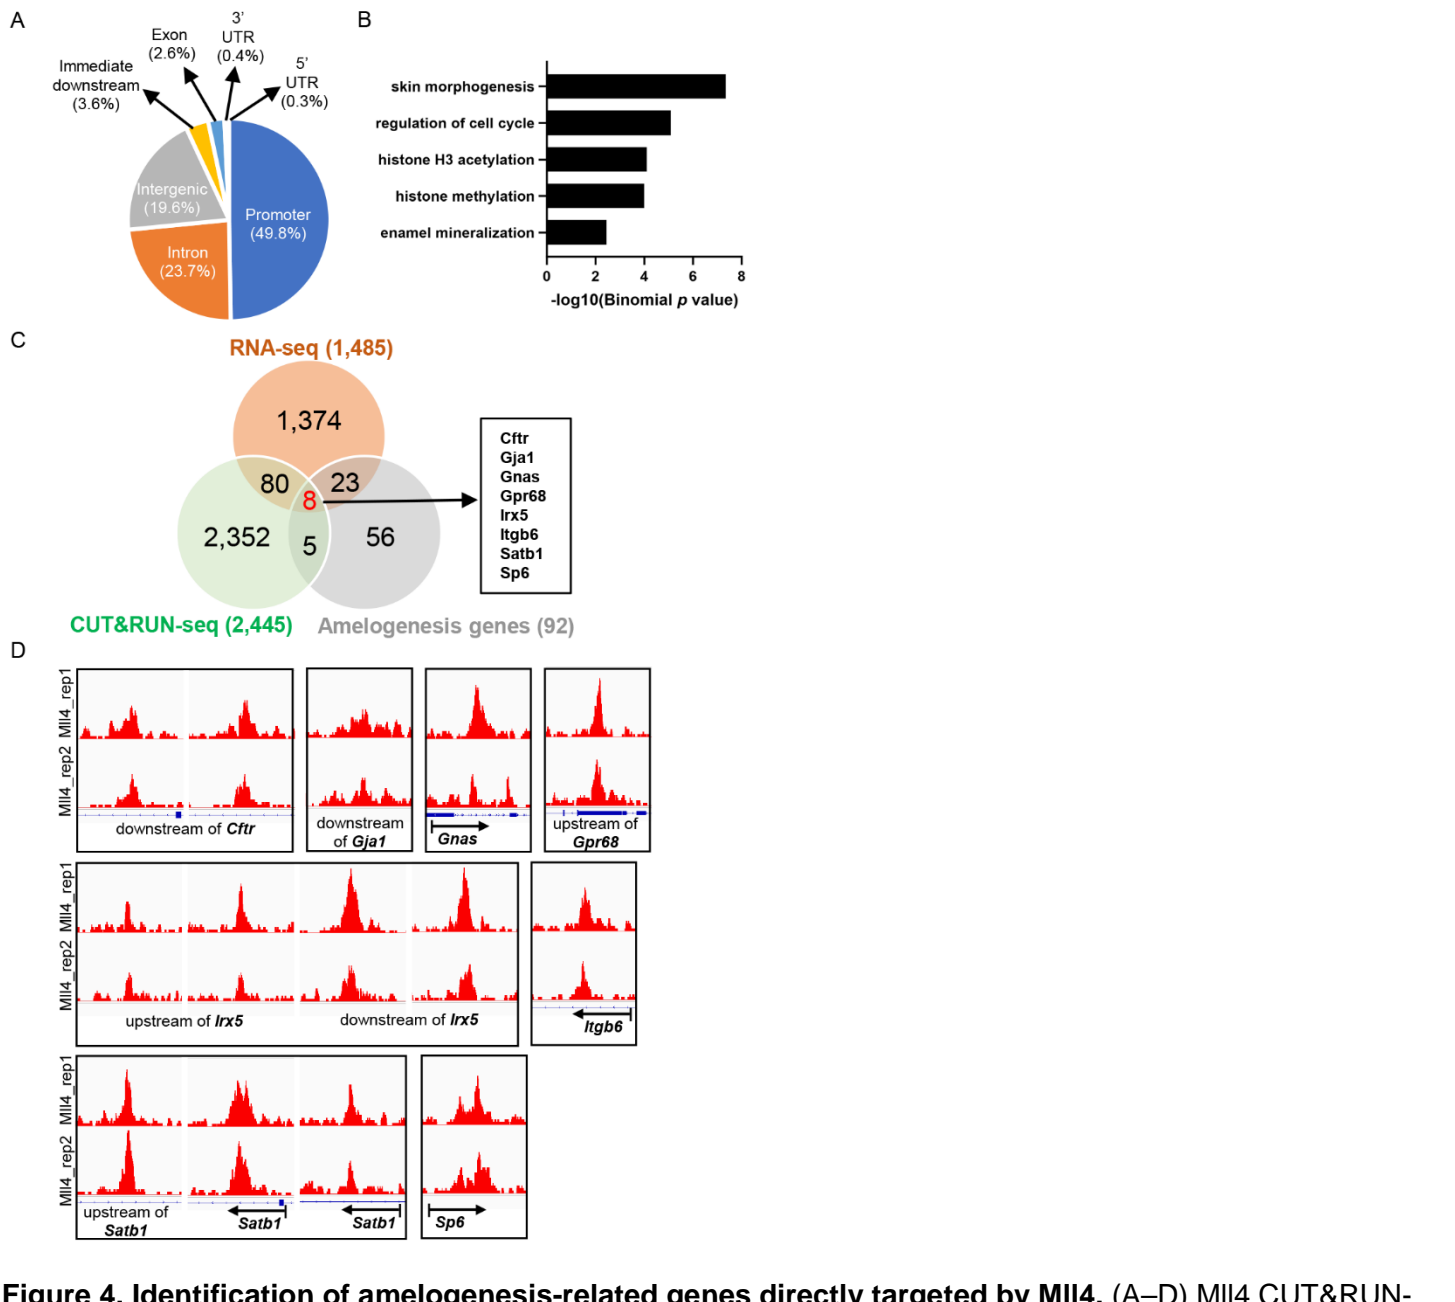 A
3'
UTR
(0.4%)
Exon
(2.6%)
5'
UTR
(0.3%)
Immediate
downstream
(3.6%)
Intergenic
(19.6%)
Promoter
(49.8%)
Intron
(23.7%)
B
skin morphogenesis
regulation of cell cycle
histone H3 acetylation
histone methylation
enamel mineralization
0 2 4 6 8
-log10(Binomial p value)
C
RNA-seq (1,485)
1,374
80 23
8
2,352 5 56
CUT&RUN-seq (2,445) Amelogenesis genes (92)
Cftr
Gja1
Gnas
Gpr68
Irx5
Itgb6
Satb1
Sp6
D
Mll4_rep1
Mll4_rep2
downstream of Cftr
downstream
of Gja1
Gnas
upstream of
Gpr68
Mll4_rep1
Mll4_rep2
upstream of Irx5
downstream of Irx5
Itgb6
Mll4_rep1
Mll4_rep2
upstream of
Satb1
Satb1
Satb1
Sp6
Figure 4. Identification of amelogenesis-related genes directly targeted by Mll4. (A–D) Mll4 CUT&RUN-